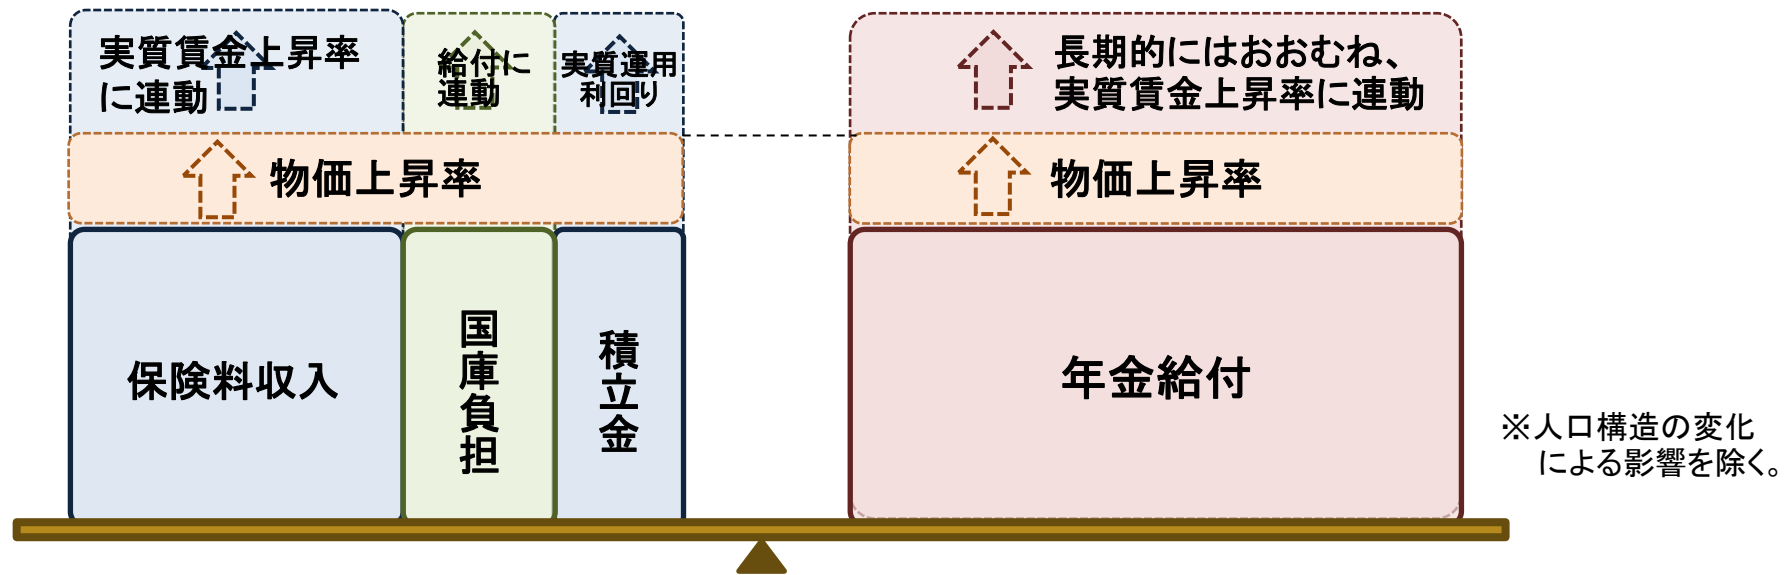 実質賃金上昇率
に連動
給付に
連動
実質運用
利回り
長期的にはおおむね、
実質賃金上昇率に連動
物価上昇率
物価上昇率
保険料収入
国庫負担
積立金
年金給付
※人口構造の変化
による影響を除く。